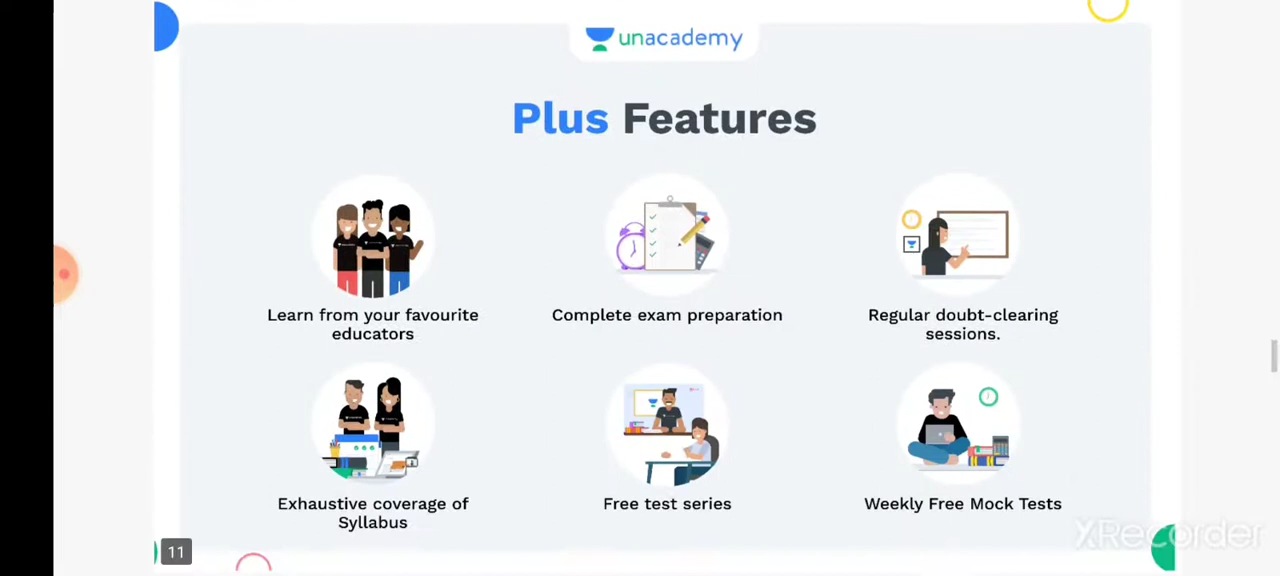 unacademy
Plus Features
Learn from your favourite
educators
Complete exam preparation
Regular doubt-clearing
sessions.
Exhaustive coverage of
Syllabus
Free test series
Weekly Free Mock Tests
11
XRecorder